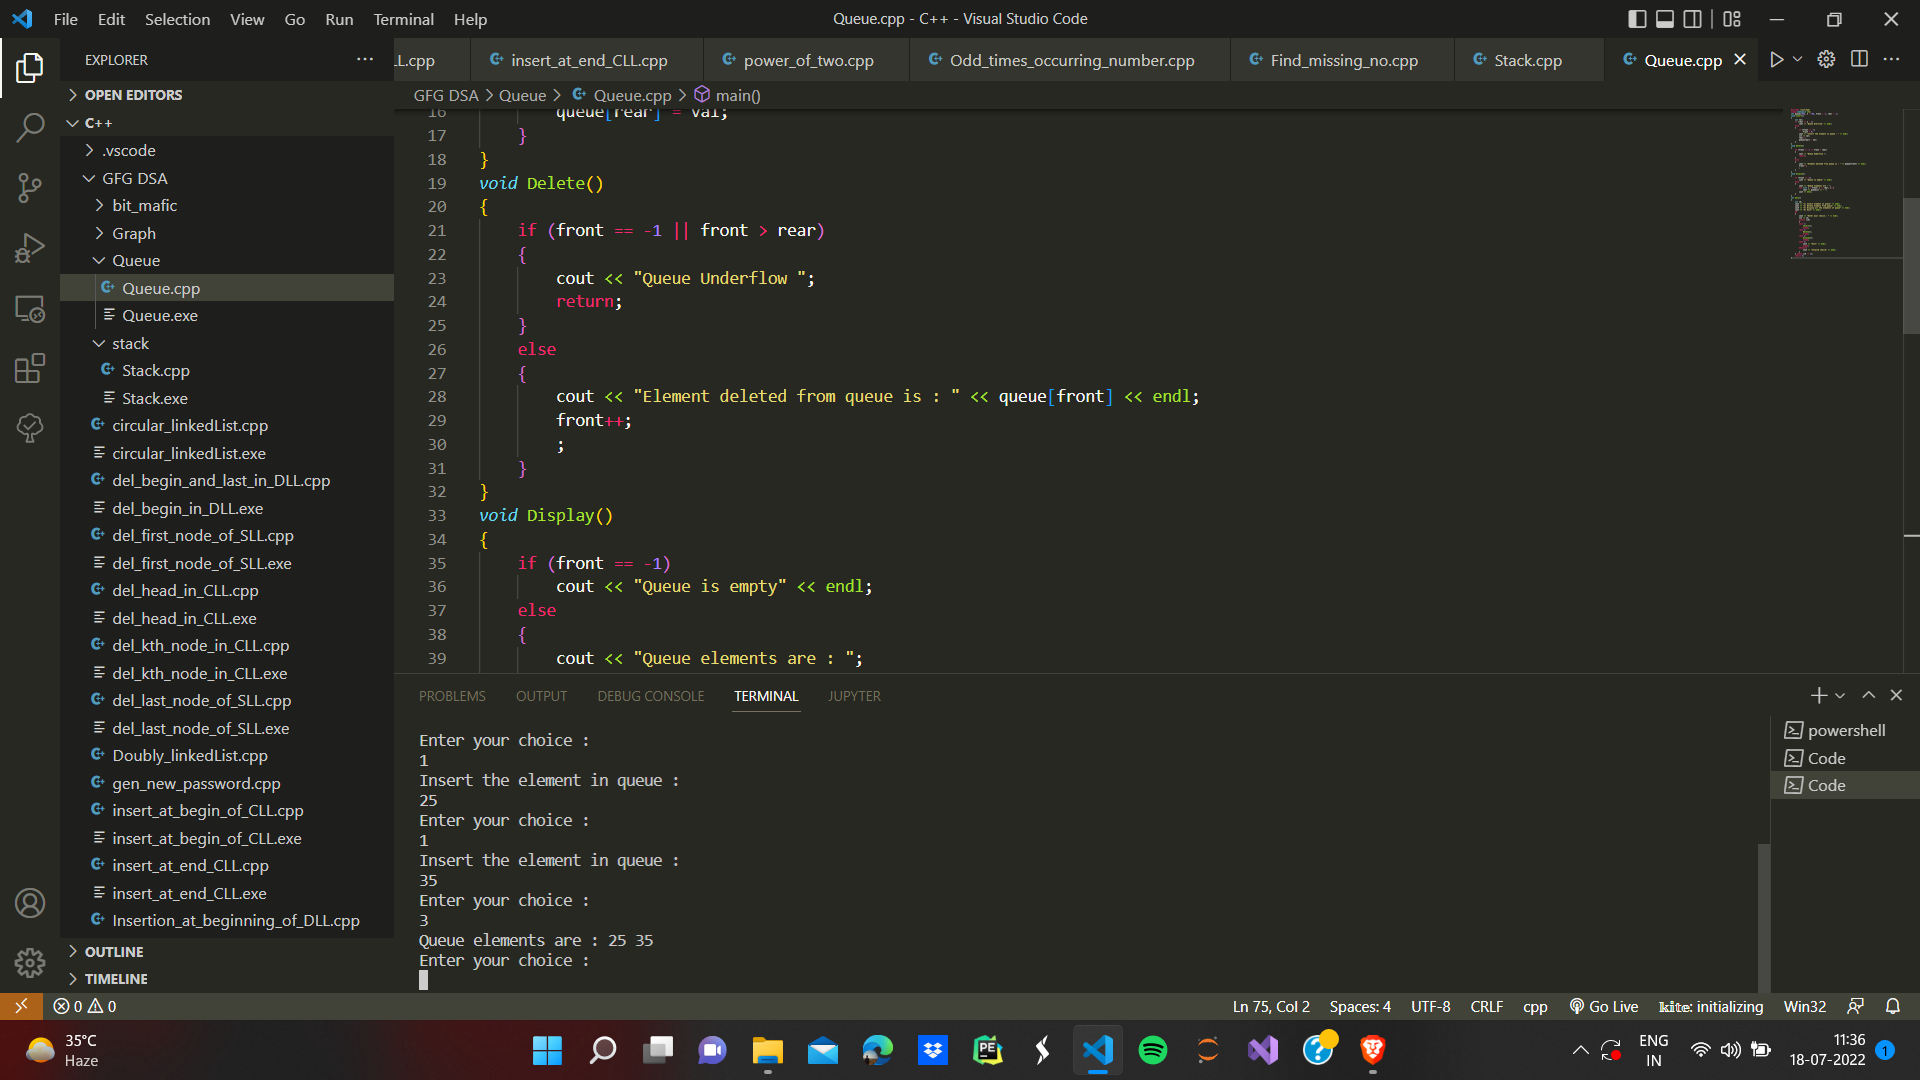 File Edit Selection View Go Run Terminal Help
Queue.cpp - C++ - Visual Studio Code
EXPLORER
LL.cpp
insert_at_end_CLL.cpp
power_of_two.cpp
Odd_times_occurring_number.cpp
Find_missing_no.cpp
Stack.cpp
Queue.cpp
OPEN EDITORS
C++
.vscode
GFG DSA
bit_mafic
Graph
Queue
Queue.cpp
Queue.exe
stack
Stack.cpp
Stack.exe
circular_linkedList.cpp
circular_linkedList.exe
del_begin_and_last_in_DLL.cpp
del_begin_in_DLL.exe
del_first_node_of_SLL.cpp
del_first_node_of_SLL.exe
del_head_in_CLL.cpp
del_head_in_CLL.exe
del_kth_node_in_CLL.cpp
del_kth_node_in_CLL.exe
del_last_node_of_SLL.cpp
del_last_node_of_SLL.exe
Doubly_linkedList.cpp
gen_new_password.cpp
insert_at_begin_of_CLL.cpp
insert_at_begin_of_CLL.exe
insert_at_end_CLL.cpp
insert_at_end_CLL.exe
Insertion_at_beginning_of_DLL.cpp
OUTLINE
TIMELINE
GFG DSA > Queue > Queue.cpp > main()
16 queue[rear] = val;
17 }
18 }
19 void Delete()
20 {
21 if (front == -1 || front > rear)
22 {
23 cout << "Queue Underflow ";
24 return;
25 }
26 else
27 {
28 cout << "Element deleted from queue is : " << queue[front] << endl;
29 front++;
30 ;
31 }
32 }
33 void Display()
34 {
35 if (front == -1)
36 cout << "Queue is empty" << endl;
37 else
38 {
39 cout << "Queue elements are : ";
PROBLEMS OUTPUT DEBUG CONSOLE TERMINAL JUPYTER
Enter your choice :
1
Insert the element in queue :
25
Enter your choice :
1
Insert the element in queue :
35
Enter your choice :
3
Queue elements are : 25 35
Enter your choice :
powershell
Code
Code
0 0
Ln 75, Col 2 Spaces: 4 UTF-8 CRLF cpp Go Live kite: initializing Win32
35°C
Haze
PE
ENG
IN
11:36
18-07-2022
1